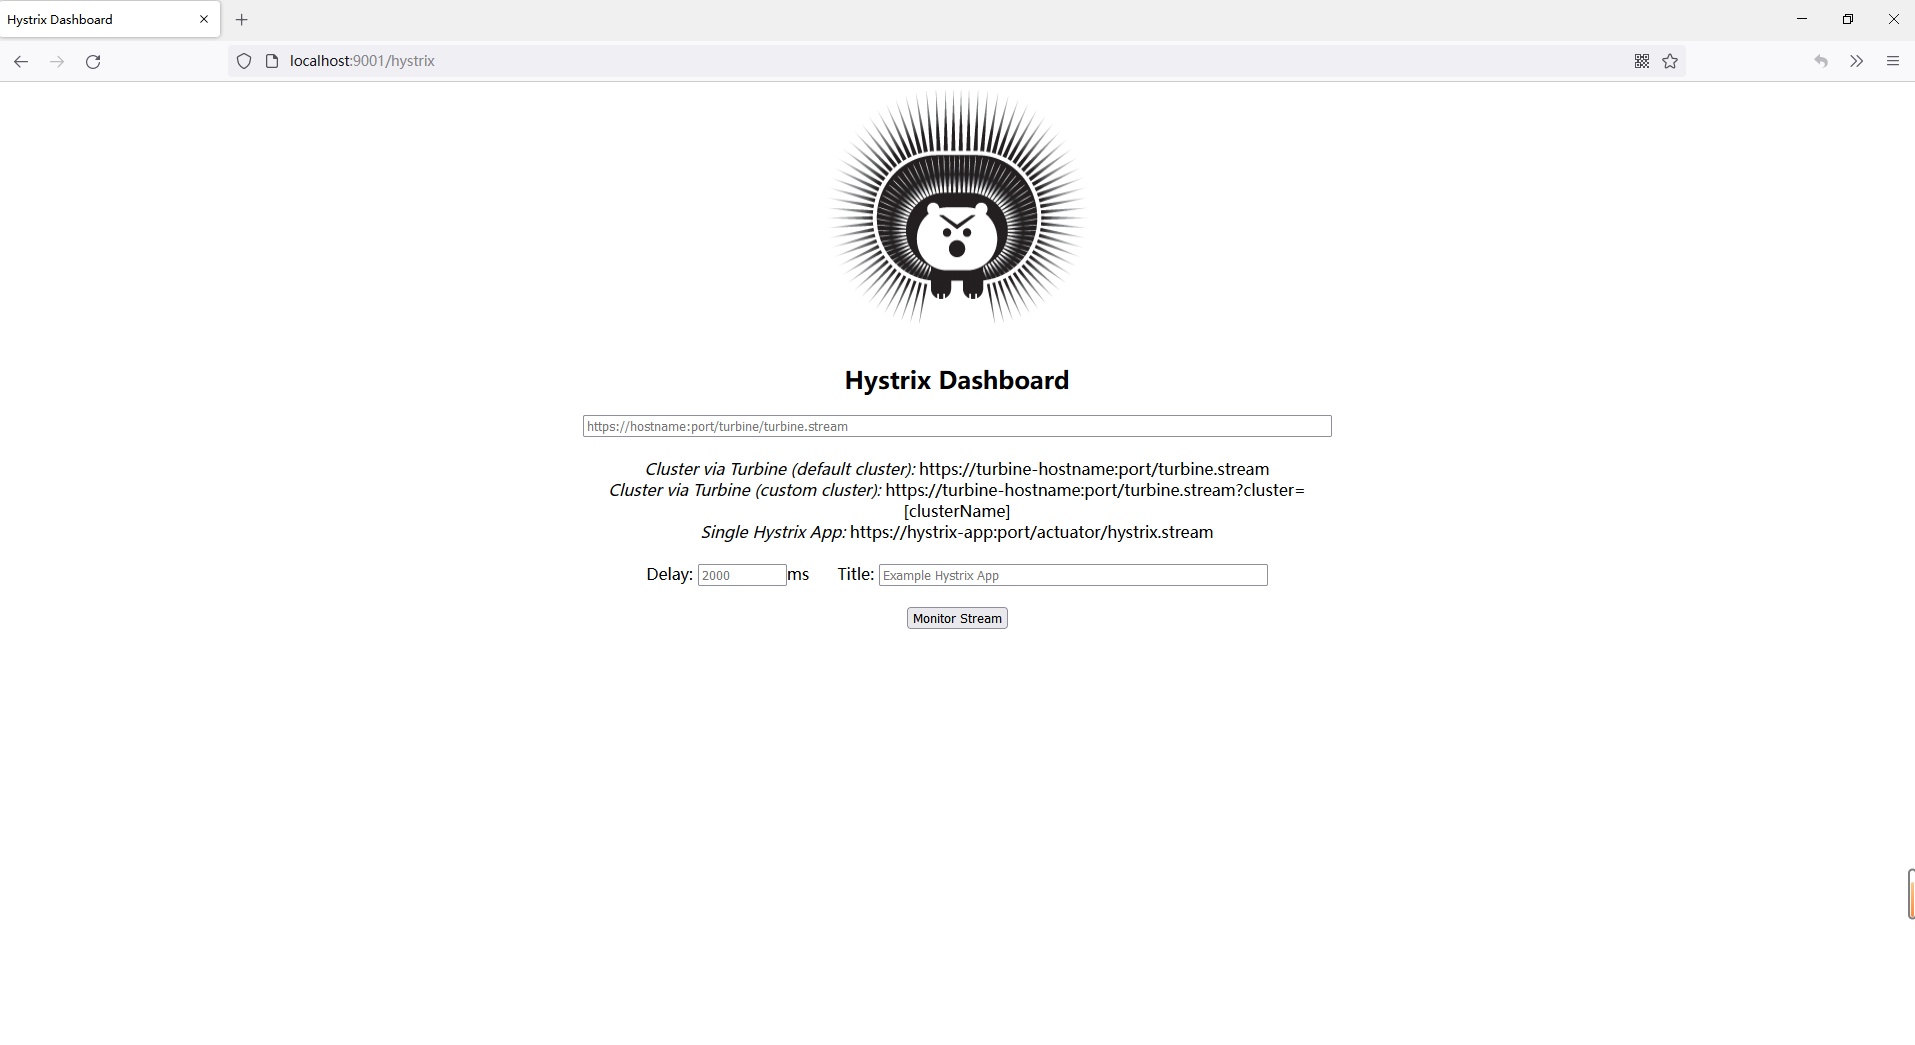 Hystrix Dashboard
localhost:9001/hystrix
Hystrix Dashboard
https://hostname:port/turbine/turbine.stream
Cluster via Turbine (default cluster): https://turbine-hostname:port/turbine.stream
Cluster via Turbine (custom cluster): https://turbine-hostname:port/turbine.stream?cluster=
[clusterName]
Single Hystrix App: https://hystrix-app:port/actuator/hystrix.stream
Delay: 2000 ms Title: Example Hystrix App
Monitor Stream